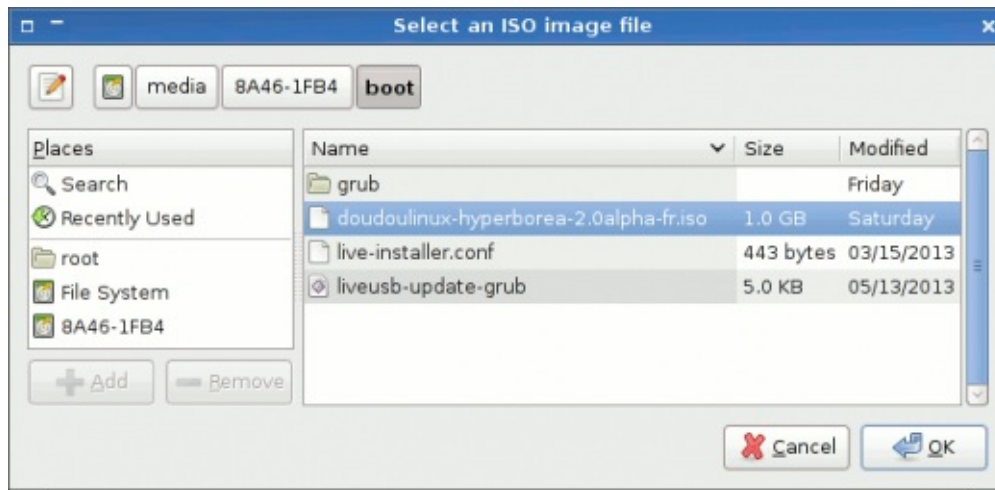 Select an ISO image file
media 8A46-1FB4 boot
Places
Search
Recently Used
root
File System
8A46-1FB4
Add Remove
Name Size Modified
grub Friday
doudoulinux-hyperborea-2.0alpha-fr.iso 1.0 GB Saturday
live-installer.conf 443 bytes 03/15/2013
liveusb-update-grub 5.0 KB 05/13/2013
Cancel OK